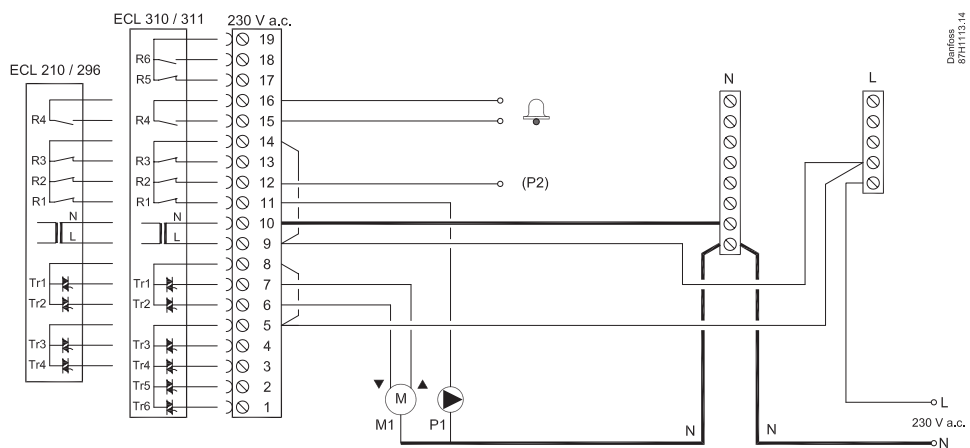 ECL 310 / 311 230 V a.c.
Danfoss
87H1113.14
ECL 210 / 296
19
R6 18
R5 17
N
L
16
R4 R4 15
14
R3 R3 13
R2 R2 12 (P2)
R1 R1 11
N N 10
L L 9
8
Tr1 Tr1 7
Tr2 Tr2 6
5
Tr3 Tr3 4
Tr4 Tr4 3
Tr5 2
Tr6 1
M
M1 P1
N N
L
230 V a.c.
N